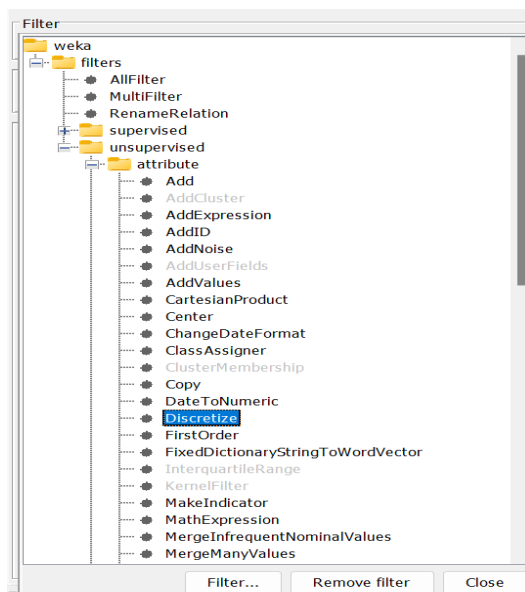 Filter
weka
filters
AllFilter
MultiFilter
RenameRelation
supervised
unsupervised
attribute
Add
AddCluster
AddExpression
AddID
AddNoise
AddUserFields
AddValues
CartesianProduct
Center
ChangeDateFormat
ClassAssigner
ClusterMembership
Copy
DateToNumeric
Discretize
FirstOrder
FixedDictionaryStringToWordVector
InterquartileRange
KernelFilter
MakeIndicator
MathExpression
MergeInfrequentNominalValues
MergeManyValues
Filter... Remove filter Close